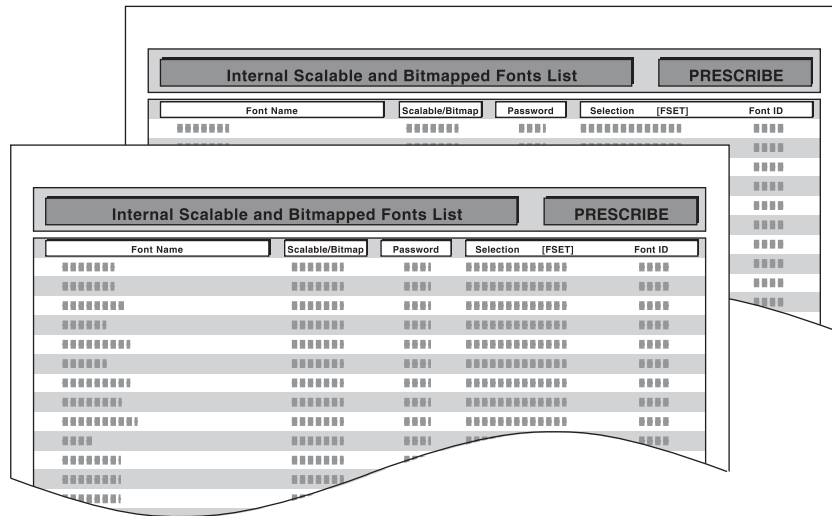 Internal Scalable and Bitmapped Fonts List PRESCRIBE
Font Name Scalable/Bitmap Password Selection [FSET] Font ID
Internal Scalable and Bitmapped Fonts List PRESCRIBE
Font Name Scalable/Bitmap Password Selection [FSET] Font ID